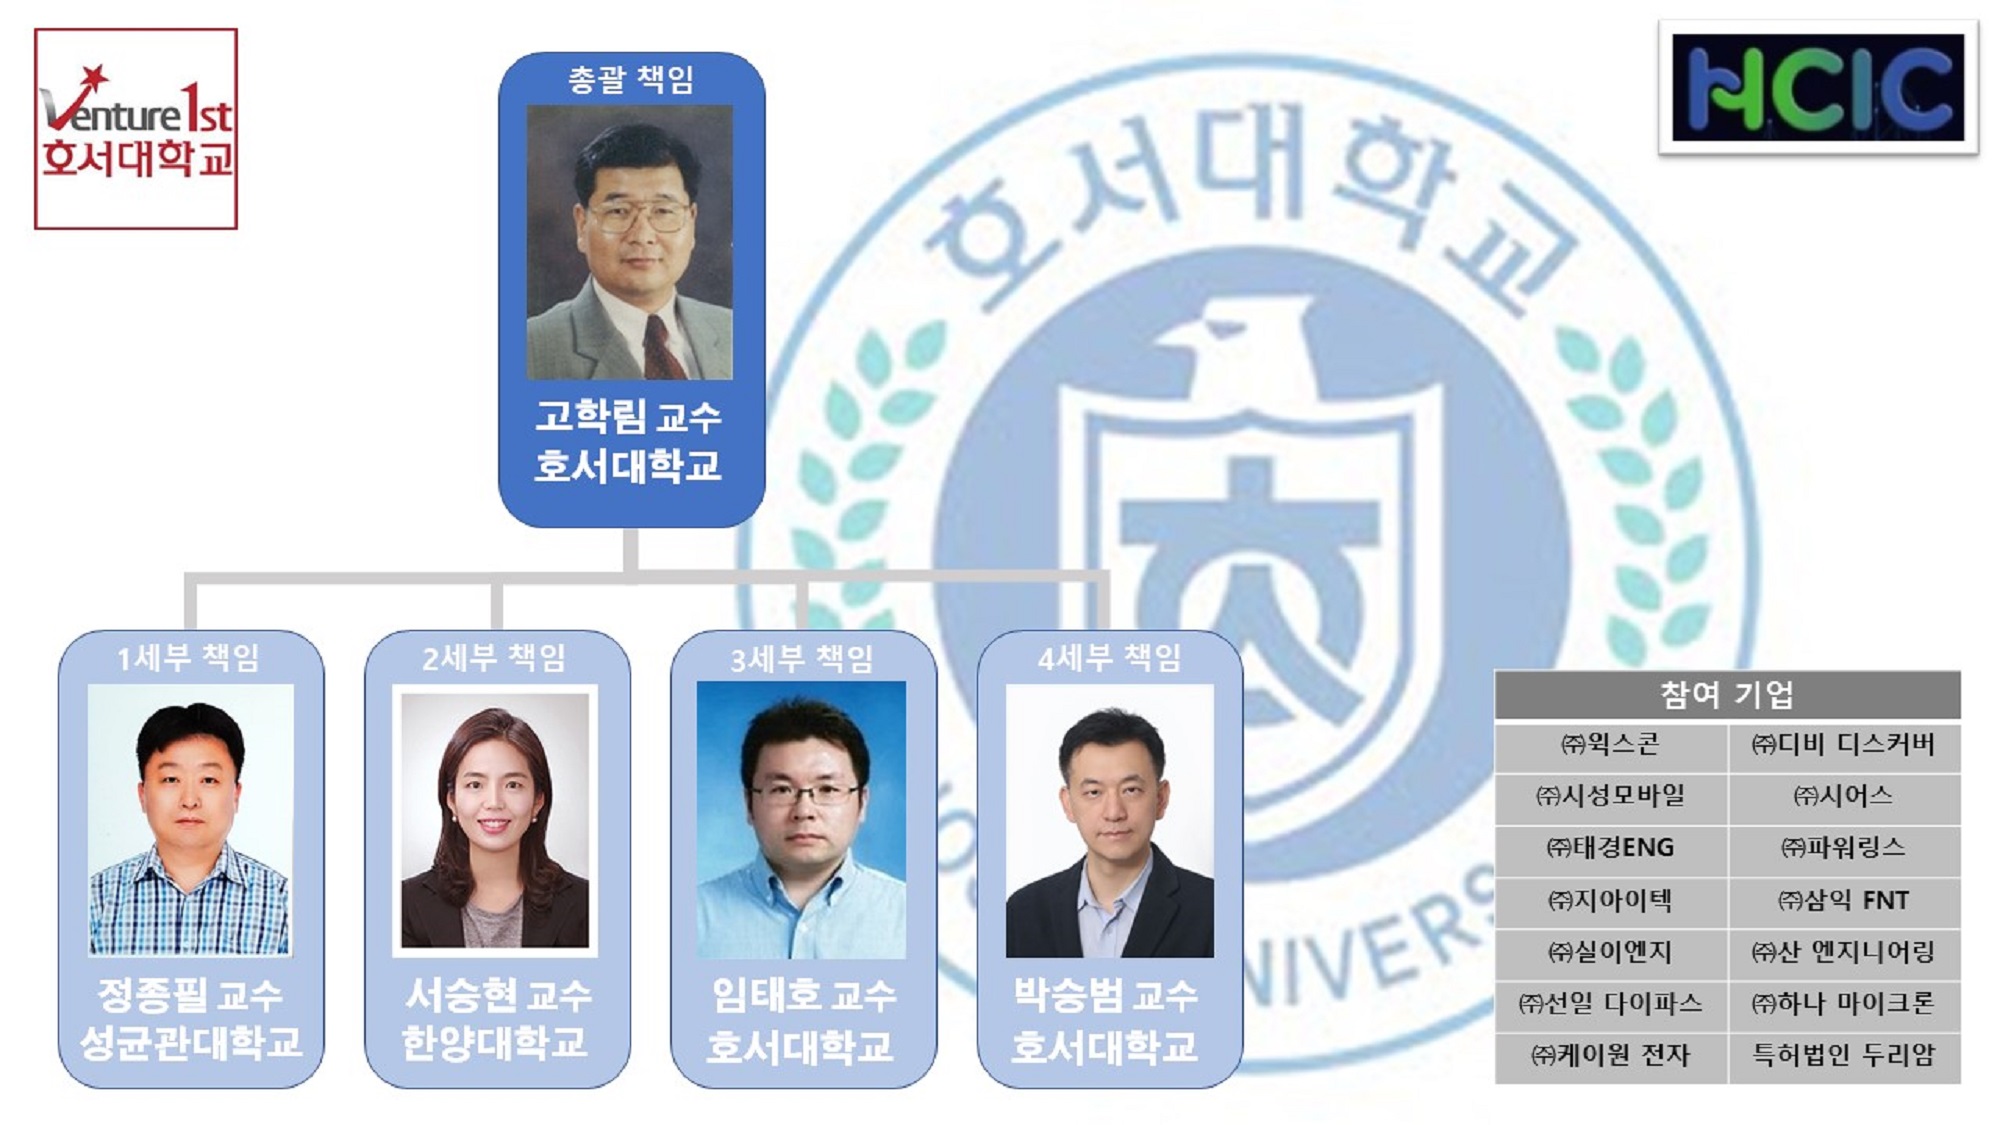 Venture 1st
호서대학교
HCIC
호서대학교
총괄 책임
고학림 교수
호서대학교
1세부 책임
정종필 교수
성균관대학교
2세부 책임
서승현 교수
한양대학교
3세부 책임
임태호 교수
호서대학교
4세부 책임
박승범 교수
호서대학교
참여 기업
㈜윅스콘 ㈜디비 디스커버
㈜시성모바일 ㈜시어스
㈜태경ENG ㈜파워링스
㈜지아이텍 ㈜삼익 FNT
㈜실이엔지 ㈜산 엔지니어링
㈜선일 다이파스 ㈜하나 마이크론
㈜케이원 전자 특허법인 두리암